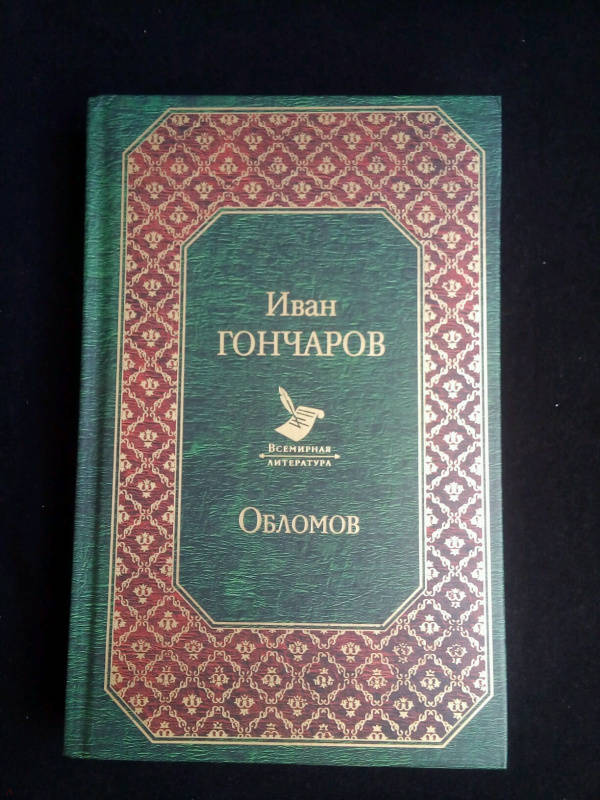 Иван
ГОНЧАРОВ
Всемирная
литература
Обломов